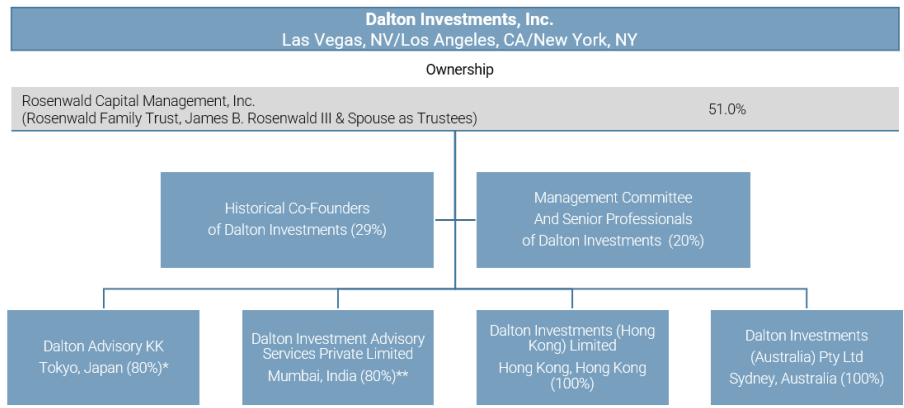 Dalton Investments, Inc.
Las Vegas, NV/Los Angeles, CA/New York, NY
Ownership
Rosenwald Capital Management, Inc.
(Rosenwald Family Trust, James B. Rosenwald III & Spouse as Trustees)
51.0%
Historical Co-Founders
of Dalton Investments (29%)
Management Committee
And Senior Professionals
of Dalton Investments (20%)
Dalton Advisory KK
Tokyo, Japan (80%)*
Dalton Investment Advisory
Services Private Limited
Mumbai, India (80%)**
Dalton Investments (Hong
Kong) Limited
Hong Kong, Hong Kong
(100%)
Dalton Investments
(Australia) Pty Ltd
Sydney, Australia (100%)